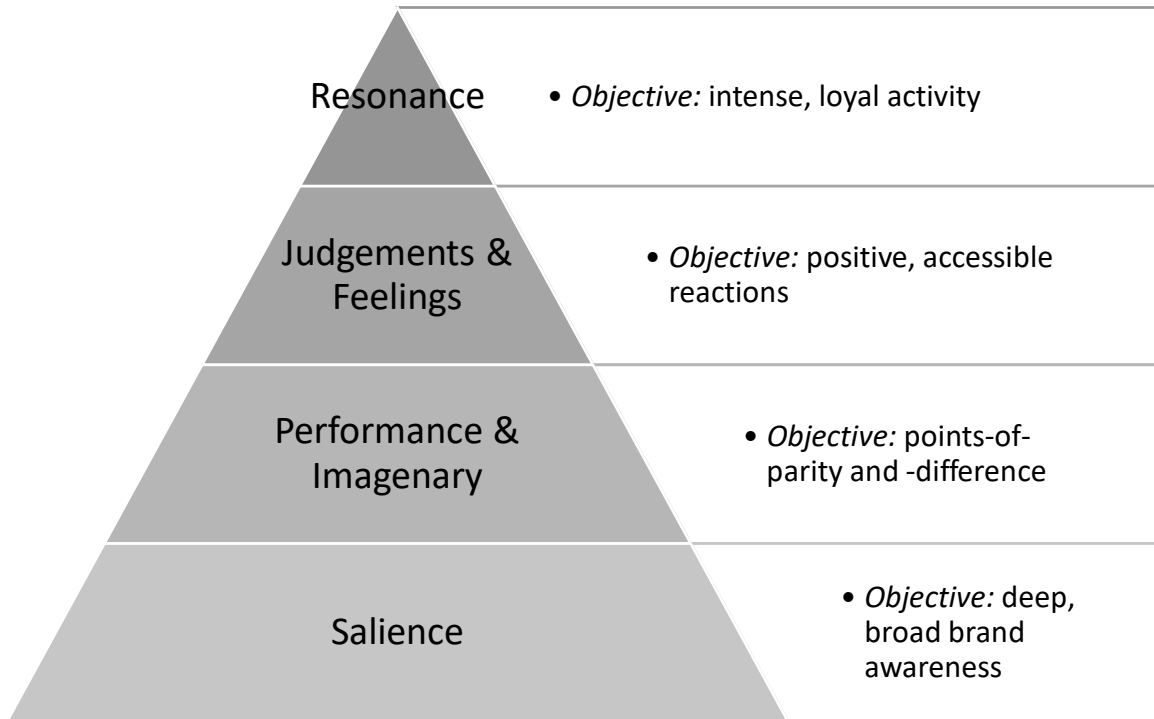 Resonance
• Objective: intense, loyal activity
Judgements &
Feelings
• Objective: positive, accessible
reactions
Performance &
Imagenary
• Objective: points-of-
parity and -difference
Salience
• Objective: deep,
broad brand
awareness